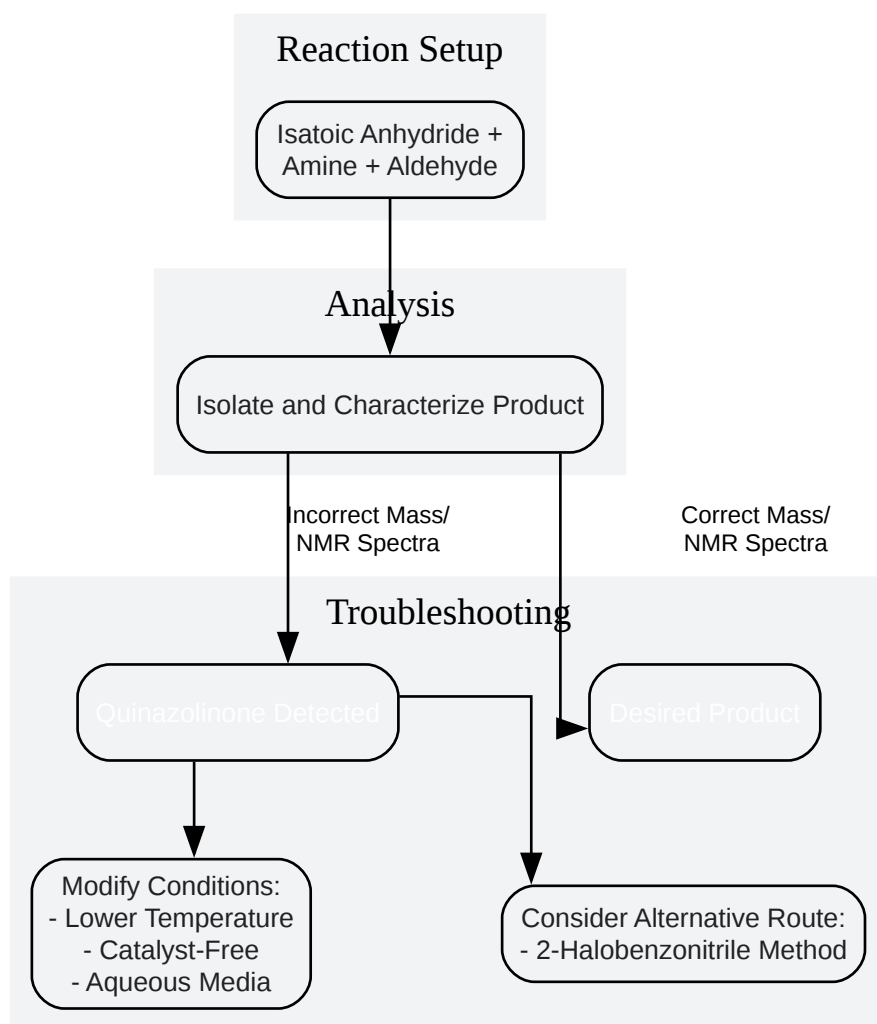 Reaction Setup
Isatoic Anhydride +
Amine + Aldehyde
Analysis
Isolate and Characterize Product
Incorrect Mass/
NMR Spectra
Correct Mass/
NMR Spectra
Troubleshooting
Quinazolinone Detected
Desired Product
Modify Conditions:
- Lower Temperature
- Catalyst-Free
- Aqueous Media
Consider Alternative Route:
- 2-Halobenzonitrile Method